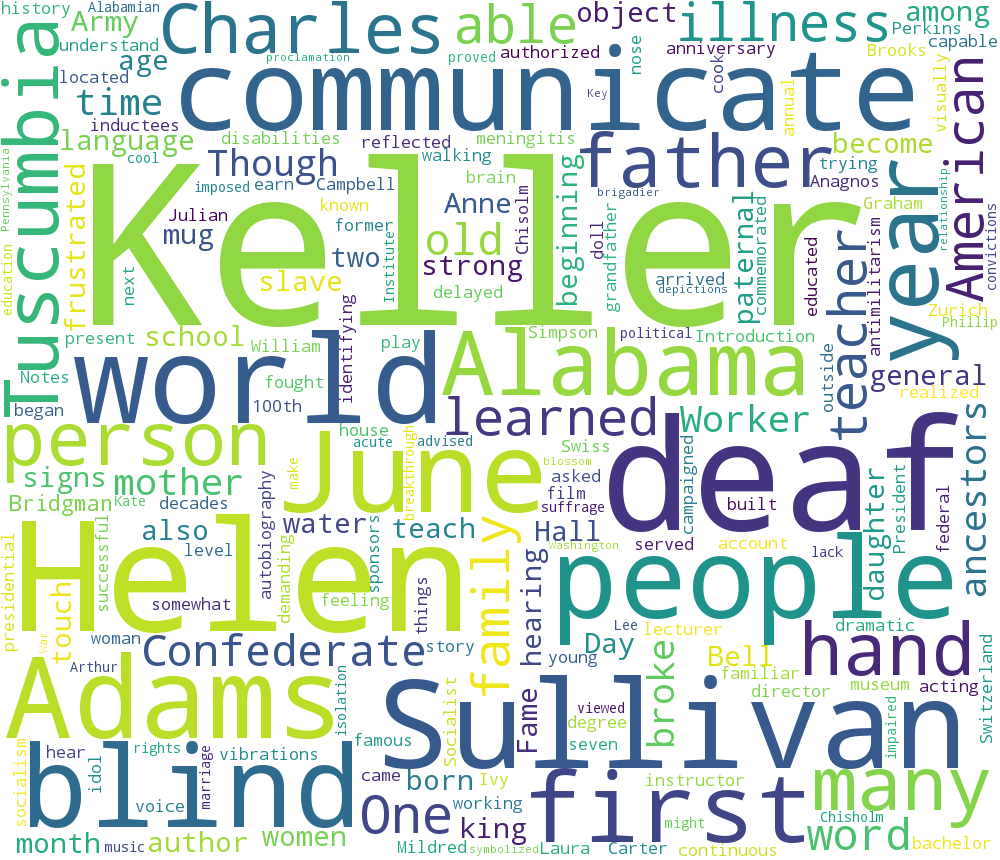 history
Alabamian
Army
Charles
able
object
illness
among
Perkins
understand
proclamation
proved
authorized
anniversary
nose
cook
Brooks
capable
Tuscumbia
age
located
time
communicate
Key
annual
visually
American
inductees
language
disabilities
reflected
meningitis
father
become
Pennsylvania
cool
Though
walking
trying
imposed
earn
Campbell
brain
brigadier
Anagnos
frustrated
Keller
Julian
known
Anne
Chisolm
beginning
doll
grandfather
paternal
commemorated
Graham
year
relationship
convictions
mug
former
old
two
Instituter
strong
educated
teacher
antimilitarism
education
next
slave
delayed
arrived
depictions
Zurich
Phillip
present
school
identifying
Simpson
political
Introduction
William
play
outside
Notes
world
fought
Alabama
general
began
100th
learned
Worker
realized
person
house
acute
breakthrough
advised
Swiss
blossom
campaigned
deaf
ancestors
signs
mother
make
June
asked
film
suffrage
built
daughter
President
federal
Bridgman
Kate
decades
autobiography
water
sponsors
teach
Hall
served
account
lack
presidential
successful
also
level
Washington
Helen
demanding
feeling
things
family
hearing
people
somewhat
touch
woman
Confederate
story
young
Lee
Day
lecturer
dramatic
hand
War
Arthur
isolation
broke
Bell
familiar
director
museum
acting
Switzerland
Adams
Socialist
Fame
viewed
degree
seven
Sullivan
impaired
socialism
blind
hear
rights
idol
marriage
vibrations
famous
came
born
Ivy
working
first
instructor
many
voice
One
king
might
Chisholm
word
month
music
author
women
Mildred
symbolized
Laura
Carter
continuous
bachelor